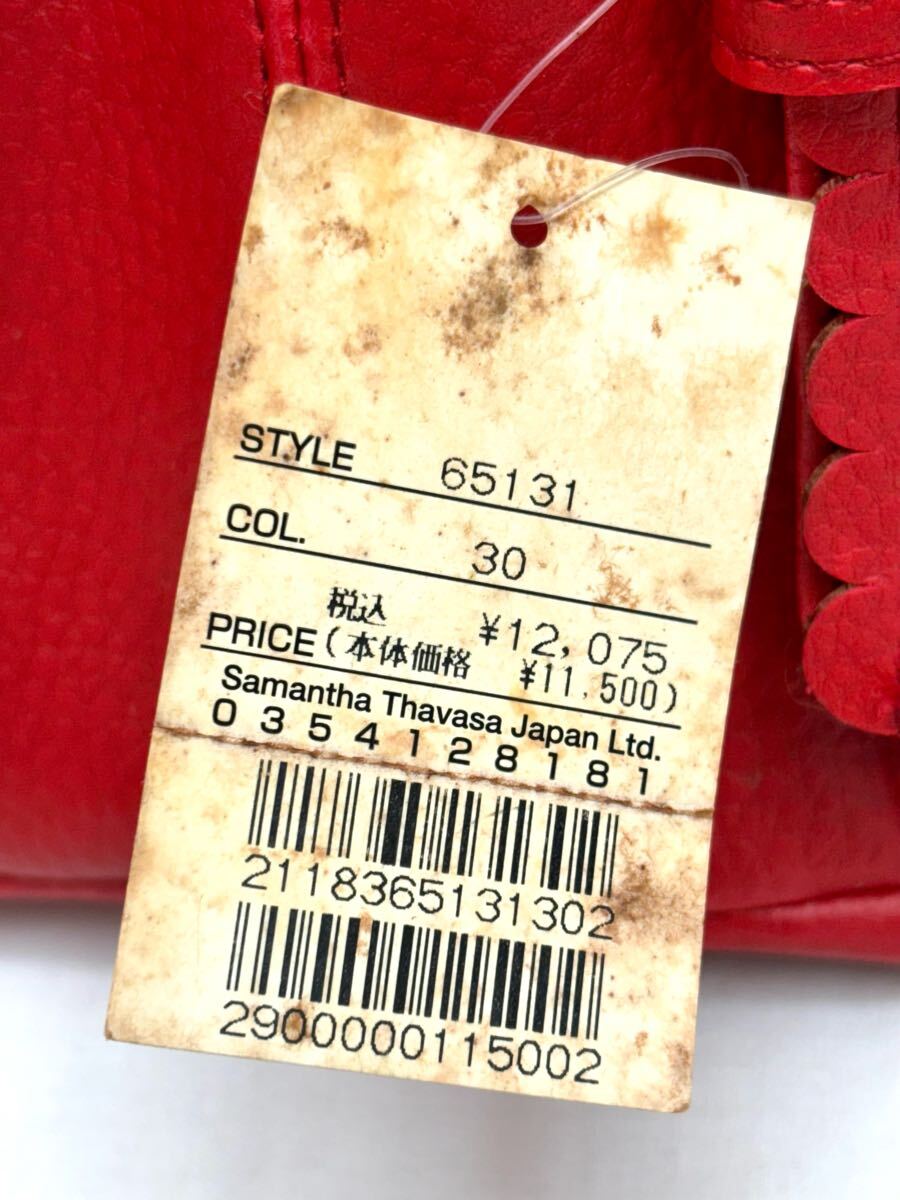 STYLE 65131
COL. 30
税込 ¥12,075
PRICE (本体価格 ¥11,500)
Samantha Thavasa Japan Ltd.
0354128181
2118365131302
2900000115002